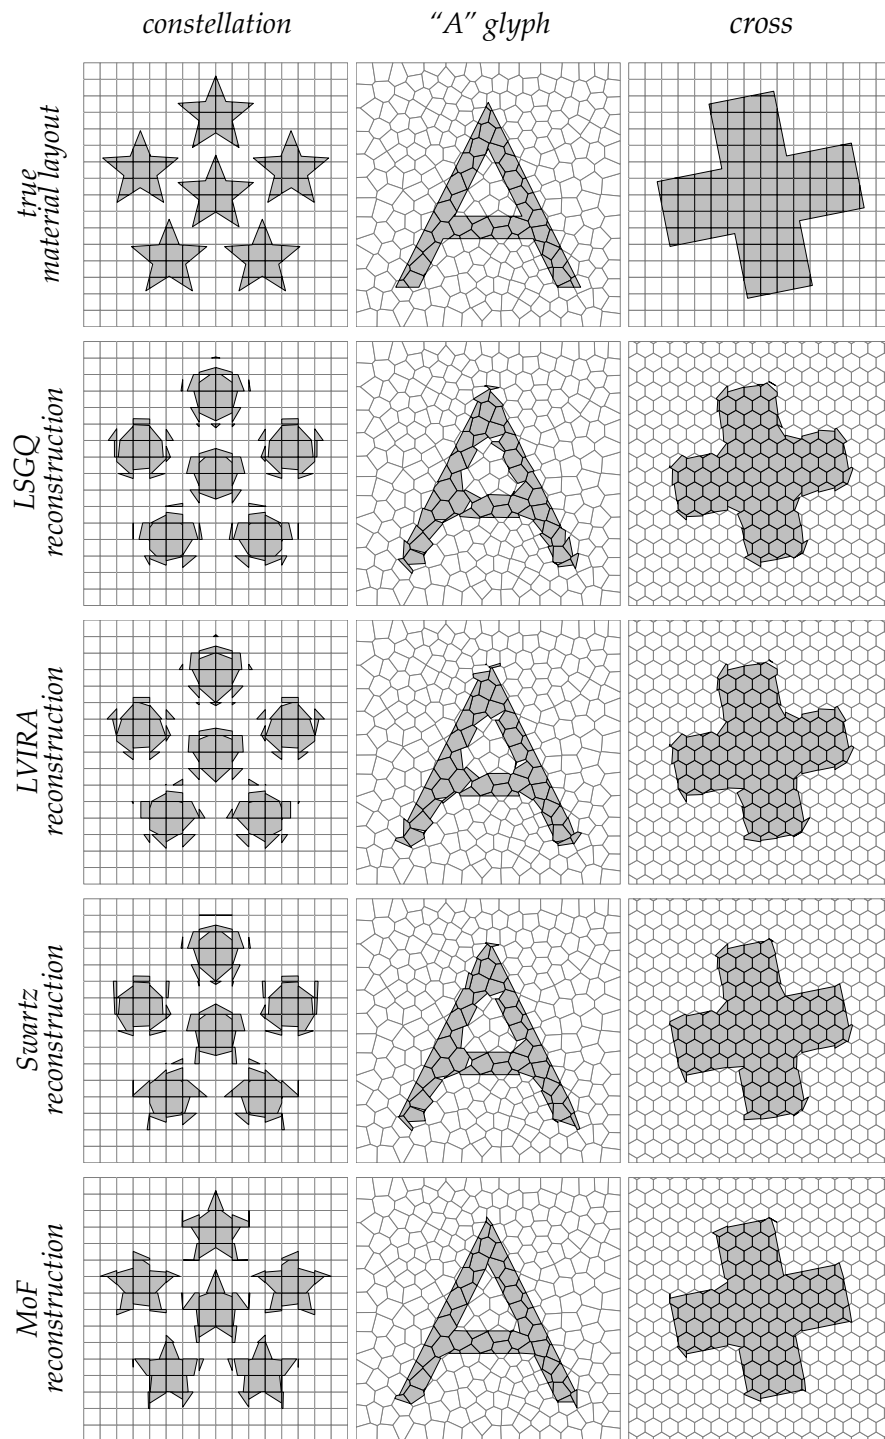 constellation
“A” glyph
cross
true
material layout
LSGQ
reconstruction
LVIRA
reconstruction
Swartz
reconstruction
MoF
reconstruction